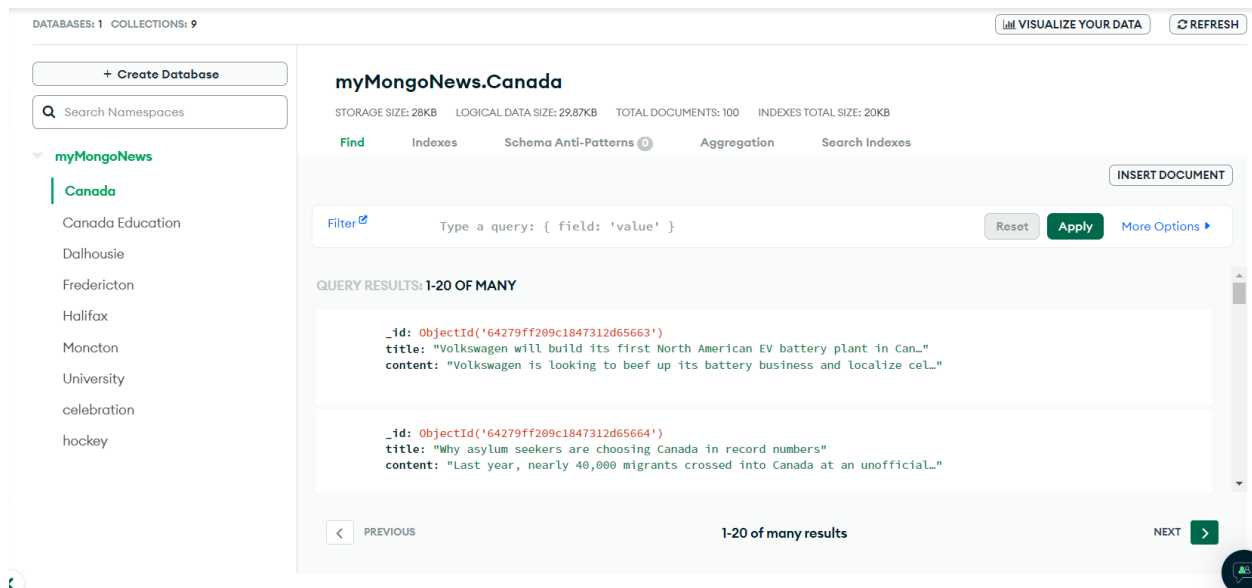 DATABASES: 1 COLLECTIONS: 9
VISUALIZE YOUR DATA
REFRESH
+ Create Database
Search Namespaces
myMongoNews
Canada
Canada Education
Dalhousie
Fredericton
Halifax
Moncton
University
celebration
hockey
myMongoNews.Canada
STORAGE SIZE: 28KB LOGICAL DATA SIZE: 29.87KB TOTAL DOCUMENTS: 100 INDEXES TOTAL SIZE: 20KB
Find Indexes Schema Anti-Patterns 0 Aggregation Search Indexes
INSERT DOCUMENT
Filter Type a query: { field: 'value' } Reset Apply More Options
QUERY RESULTS: 1-20 OF MANY
_id: ObjectId('64279ff209c1847312d65663')
title: "Volkswagen will build its first North American EV battery plant in Can…"
content: "Volkswagen is looking to beef up its battery business and localize cel…"
_id: ObjectId('64279ff209c1847312d65664')
title: "Why asylum seekers are choosing Canada in record numbers"
content: "Last year, nearly 40,000 migrants crossed into Canada at an unofficial…"
PREVIOUS 1-20 of many results NEXT